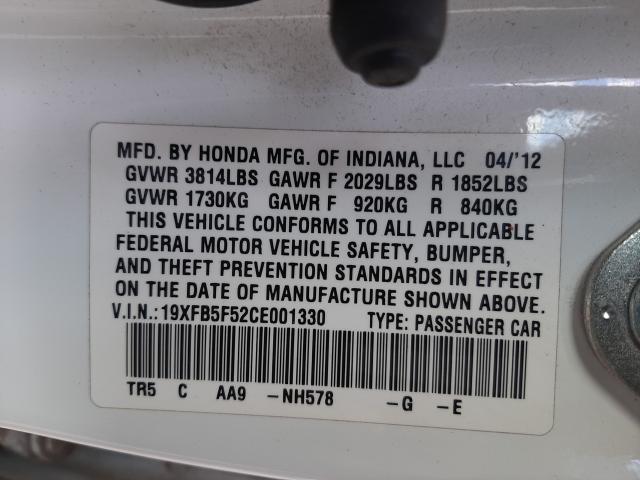 MFD. BY HONDA MFG. OF INDIANA, LLC 04/'12
GVWR 3814LBS GAWR F 2029LBS R 1852LBS
GVWR 1730KG GAWR F 920KG R 840KG
THIS VEHICLE CONFORMS TO ALL APPLICABLE
FEDERAL MOTOR VEHICLE SAFETY, BUMPER,
AND THEFT PREVENTION STANDARDS IN EFFECT
ON THE DATE OF MANUFACTURE SHOWN ABOVE.
V.I.N.:19XFB5F52CE001330 TYPE: PASSENGER CAR
TR5 C AA9 -NH578 -G -E